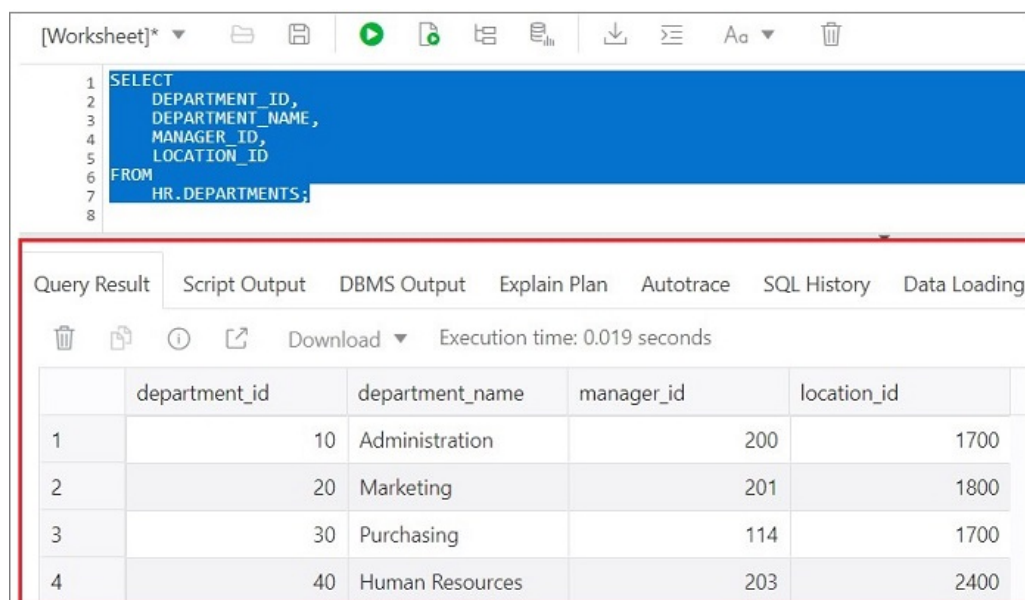 [Worksheet]* Aa
1 SELECT
2 DEPARTMENT_ID,
3 DEPARTMENT_NAME,
4 MANAGER_ID,
5 LOCATION_ID
6 FROM
7 HR.DEPARTMENTS;
8
Query Result Script Output DBMS Output Explain Plan Autotrace SQL History Data Loading
Download Execution time: 0.019 seconds
department_id department_name manager_id location_id
1 10 Administration 200 1700
2 20 Marketing 201 1800
3 30 Purchasing 114 1700
4 40 Human Resources 203 2400